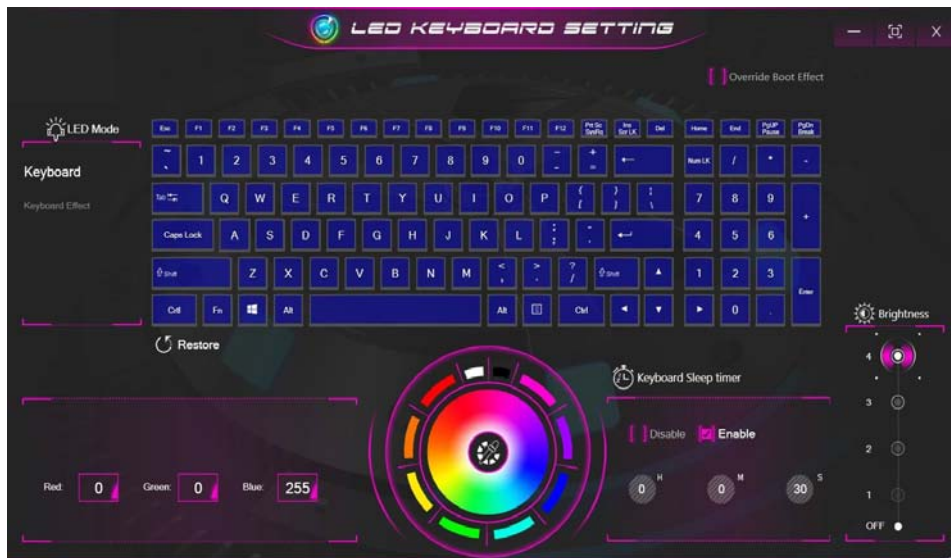 LED KEYBOARD SETTING
Override Boot Effect
LED Mode
Keyboard
Keyboard Effect
Esc F1 F2 F3 F4 F5 F6 F7 F8 F9 F10 F11 F12 Prt Sc SysRq Ins Scr LK Del Home End PgUP Pause PgDn Break
~ ` 1 2 3 4 5 6 7 8 9 0 - - + = Num LK / * -
Tab Q W E R T Y U I O P { [ } ] \ 7 8 9 +
Caps Lock A S D F G H J K L : ; " ' 4 5 6
Shift Z X C V B N M < , > . ? / Shift 1 2 3 Enter
Ctrl Fn Alt Alt Ctrl 0 .
Restore
Brightness
4
3
2
1
OFF
Keyboard Sleep timer
Disable Enable
0 H 0 M 30 S
Red: 0 Green: 0 Blue: 255